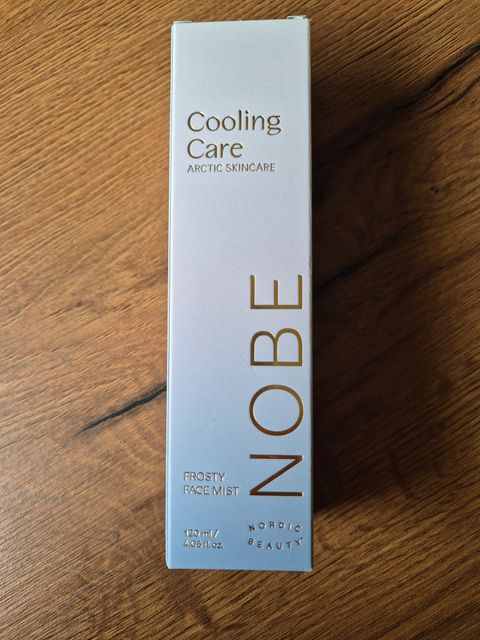 Cooling
Care
ARCTIC SKINCARE
NOBE
FROSTY
FACE MIST
120 ml /
4.06 fl. oz.
NORDIC
BEAUTY